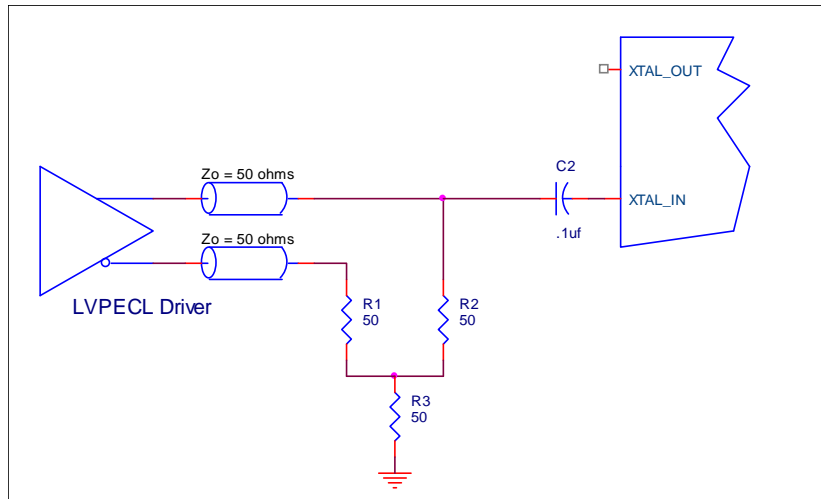 XTAL_OUT
Zo = 50 ohms
C2
XTAL_IN
.1uf
Zo = 50 ohms
LVPECL Driver
R1
50
R2
50
R3
50